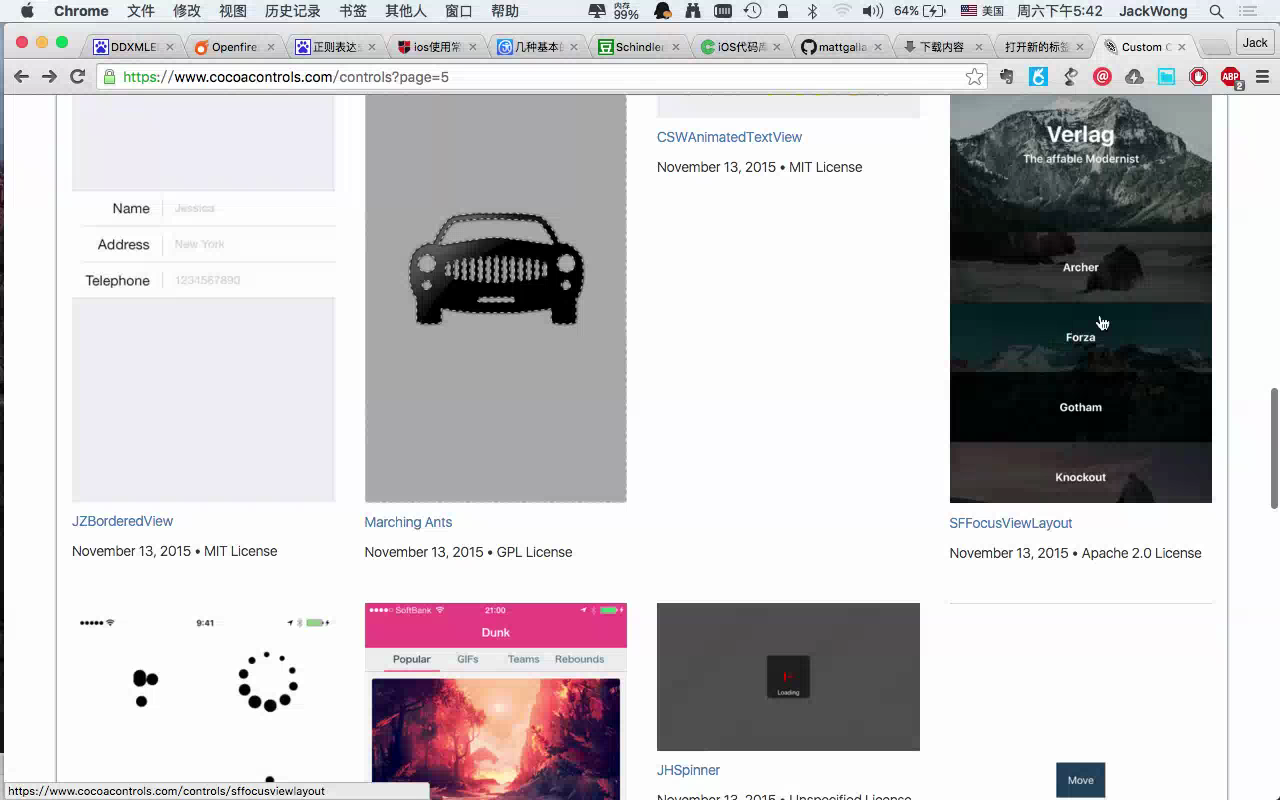 Chrome 文件 修改 视图 历史记录 书签 其他人 窗口 帮助 内存 99% 64% 美国 周六下午5:42 JackWong
DDXMLE Openfire 正则表达 ios使用常 几种基本 Schindler iOS代码 mattgalla 下载内容 打开新的标签 Custom C Jack
https://www.cocoacontrols.com/controls?page=5
ABP
2
Name Jessica
Address New York
Telephone 1234567890
JZBorderedView
November 13, 2015 • MIT License
Marching Ants
November 13, 2015 • GPL License
CSWAnimatedTextView
November 13, 2015 • MIT License
Verlag
The affable Modernist
Archer
Forza
Gotham
Knockout
SFFocusViewLayout
November 13, 2015 • Apache 2.0 License
9:41
SoftBank 21:00
Dunk
Popular GIFs Teams Rebounds
Loading
JHSpinner
November 13, 2015 • Unspecified License
Move
https://www.cocoacontrols.com/controls/sffocusviewlayout